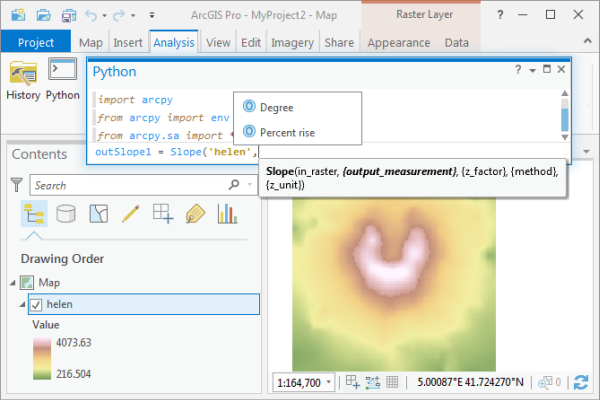 ArcGIS Pro - MyProject2 - Map
Raster Layer
Project Map Insert Analysis View Edit Imagery Share Appearance Data
History Python
Python
import arcpy
from arcpy import env
from arcpy.sa import *
outSlope1 = Slope('helen',
Degree
Percent rise
Slope(in_raster, {output_measurement}, {z_factor}, {method},
{z_unit})
Contents
Search
Drawing Order
Map
helen
Value
4073.63
216.504
1:164,700
5.00087°E 41.724270°N
0